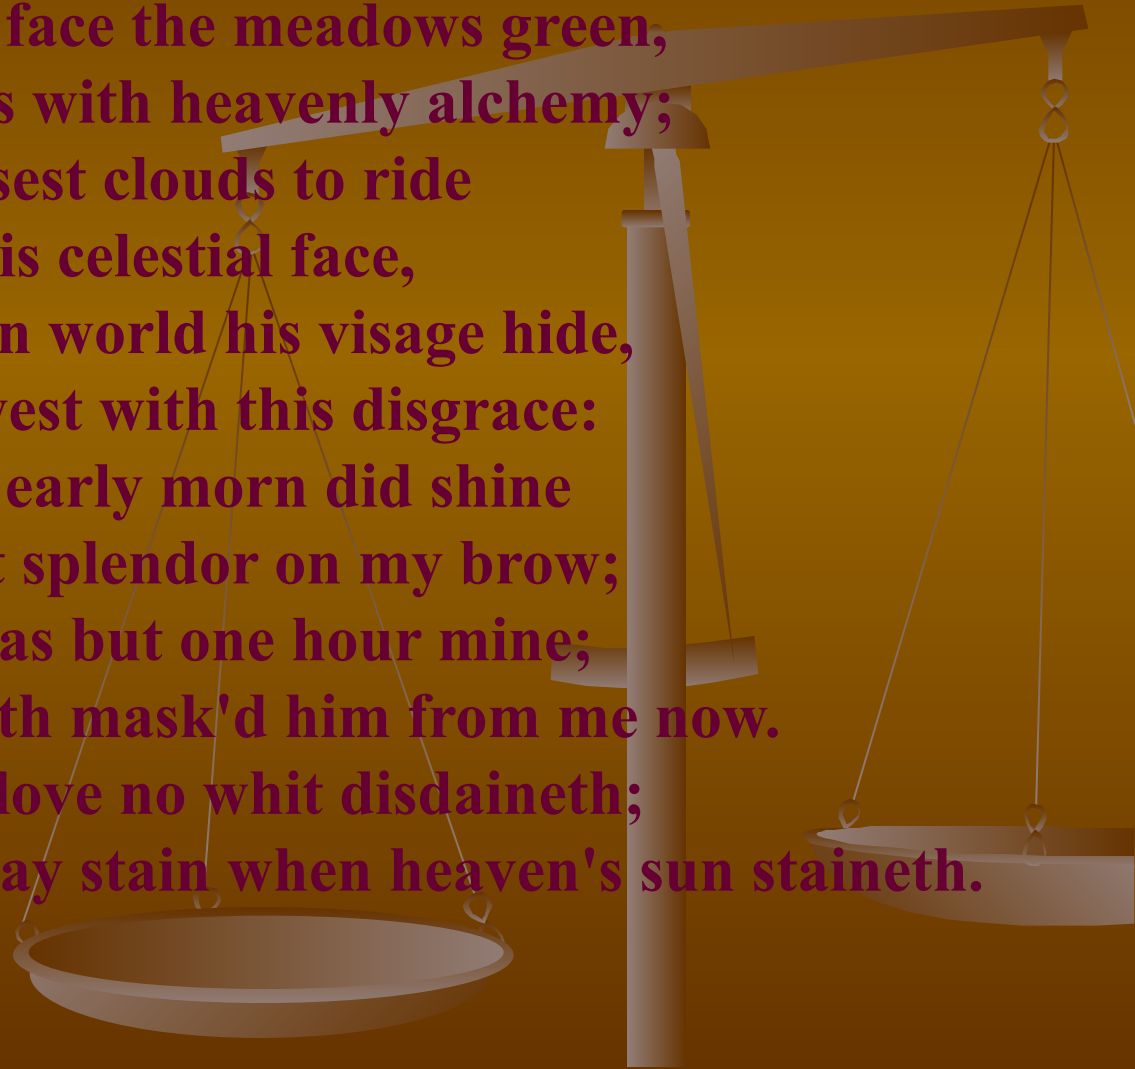 face the meadows green,
s with heavenly alchemy;
sest clouds to ride
is celestial face,
n world his visage hide,
vest with this disgrace:
early morn did shine
t splendor on my brow;
as but one hour mine;
th mask'd him from me now.
love no whit disdaineth;
ay stain when heaven's sun staineth.